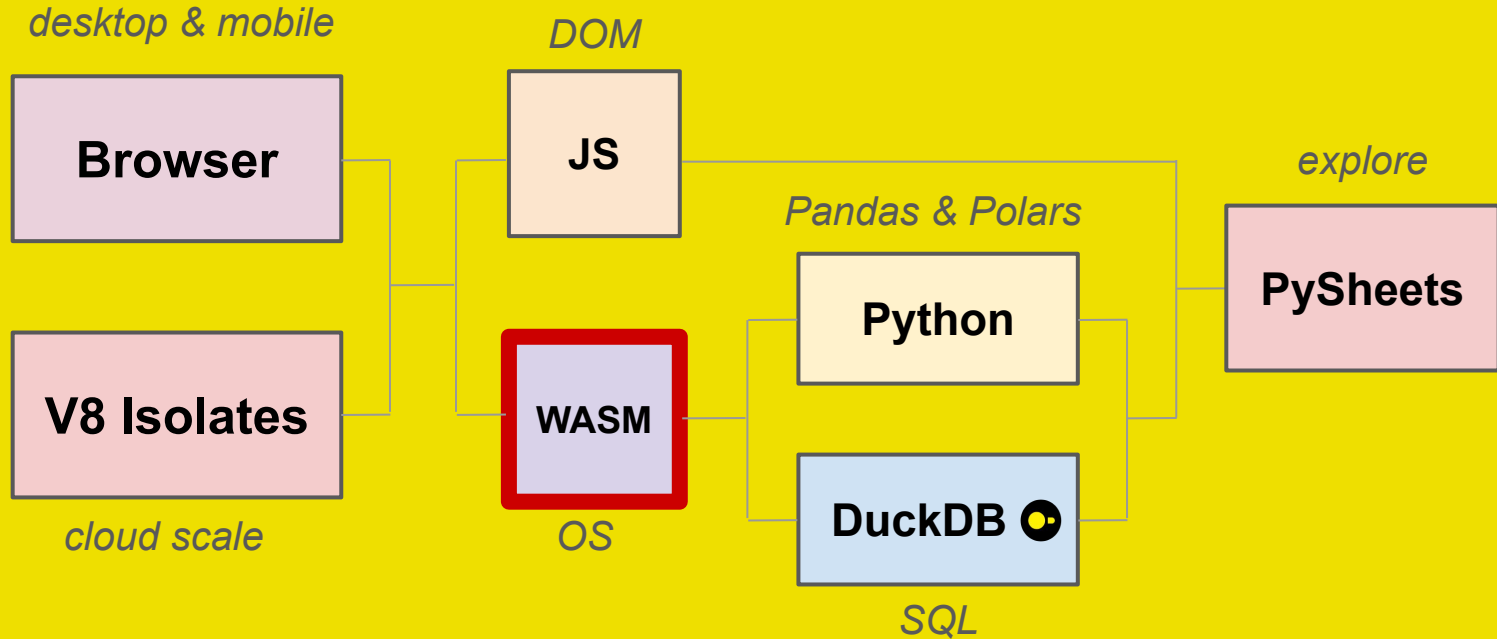 desktop & mobile
Browser
V8 Isolates
cloud scale
DOM
JS
WASM
OS
Pandas & Polars
Python
DuckDB
SQL
explore
PySheets